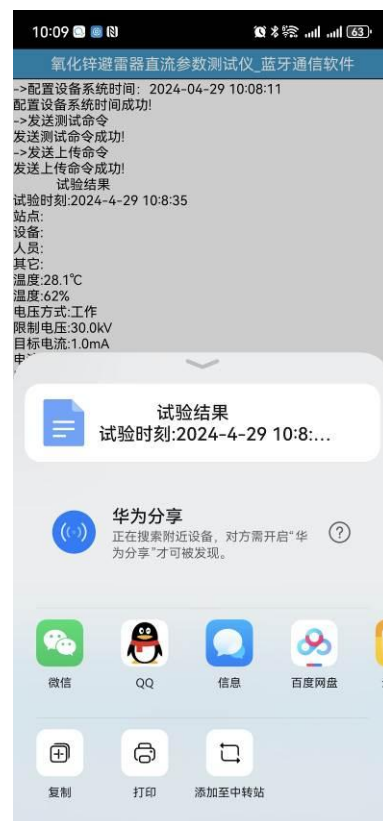 10:09 63
氧化锌避雷器直流参数测试仪_蓝牙通信软件
->配置设备系统时间：2024-04-29 10:08:11
配置设备系统时间成功!
->发送测试命令
发送测试命令成功!
->发送上传命令
发送上传命令成功!
试验结果
试验时刻:2024-4-29 10:8:35
站点:
设备:
人员:
其它:
温度:28.1℃
温度:62%
电压方式:工作
限制电压:30.0kV
目标电流:1.0mA
试验结果
试验时刻:2024-4-29 10:8:...
华为分享
正在搜索附近设备，对方需开启“华
为分享”才可被发现。
微信 QQ 信息 百度网盘
复制 打印 添加至中转站